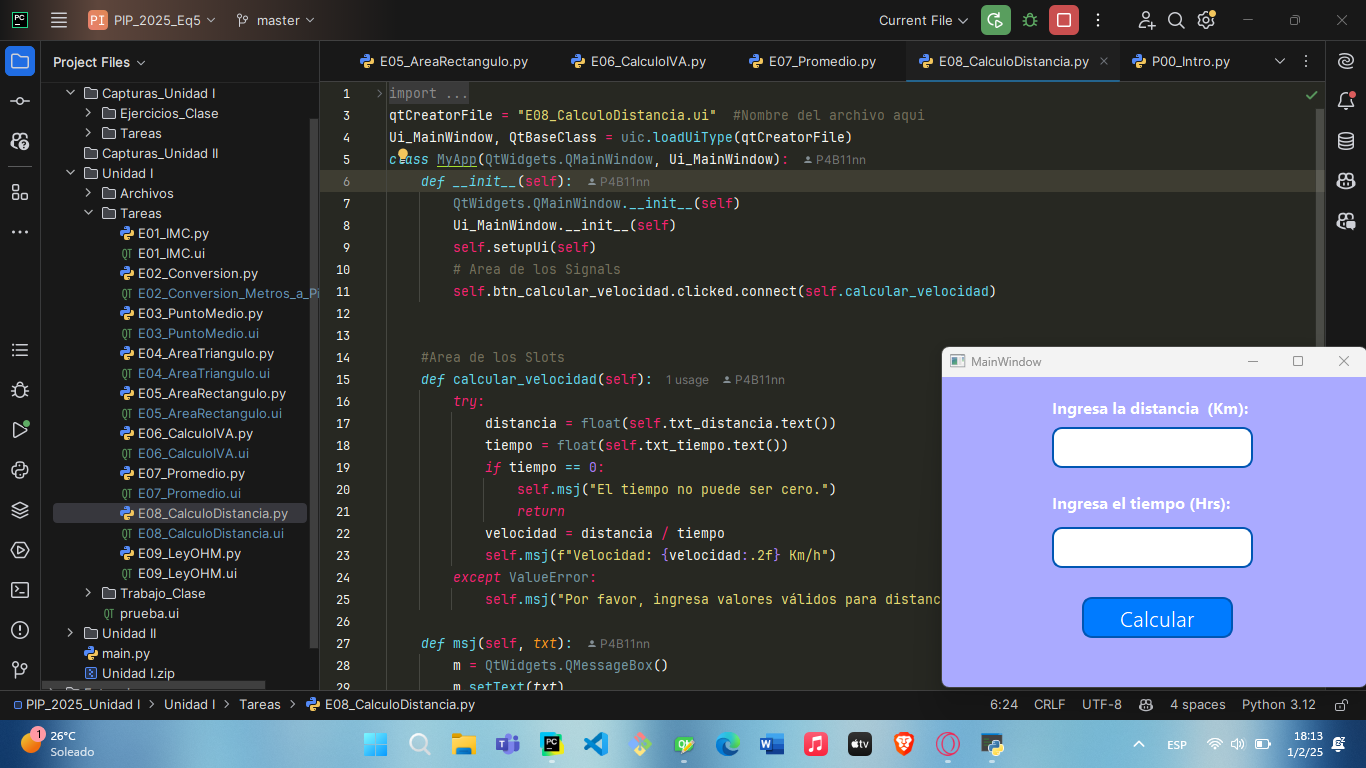 PC
PI PIP_2025_Eq5
master
Current File
Project Files
Capturas_Unidad I
Ejercicios_Clase
Tareas
Capturas_Unidad II
Unidad I
Archivos
Tareas
E01_IMC.py
E01_IMC.ui
E02_Conversion.py
E02_Conversion_Metros_a_Pi
E03_PuntoMedio.py
E03_PuntoMedio.ui
E04_AreaTriangulo.py
E04_AreaTriangulo.ui
E05_AreaRectangulo.py
E05_AreaRectangulo.ui
E06_CalculoIVA.py
E06_CalculoIVA.ui
E07_Promedio.py
E07_Promedio.ui
E08_CalculoDistancia.py
E08_CalculoDistancia.ui
E09_LeyOHM.py
E09_LeyOHM.ui
Trabajo_Clase
prueba.ui
Unidad II
main.py
Unidad I.zip
E05_AreaRectangulo.py E06_CalculoIVA.py E07_Promedio.py E08_CalculoDistancia.py P00_Intro.py
1 import ...
3 qtCreatorFile = "E08_CalculoDistancia.ui"  #Nombre del archivo aqui
4 Ui_MainWindow, QtBaseClass = uic.loadUiType(qtCreatorFile)
5 class MyApp(QtWidgets.QMainWindow, Ui_MainWindow): P4B11nn
6 def __init__(self): P4B11nn
7 QtWidgets.QMainWindow.__init__(self)
8 Ui_MainWindow.__init__(self)
9 self.setupUi(self)
10 # Area de los Signals
11 self.btn_calcular_velocidad.clicked.connect(self.calcular_velocidad)
12
13
14 #Area de los Slots
15 def calcular_velocidad(self): 1 usage P4B11nn
16 try:
17 distancia = float(self.txt_distancia.text())
18 tiempo = float(self.txt_tiempo.text())
19 if tiempo == 0:
20 self.msj("El tiempo no puede ser cero.")
21 return
22 velocidad = distancia / tiempo
23 self.msj(f"Velocidad: {velocidad:.2f} Km/h")
24 except ValueError:
25 self.msj("Por favor, ingresa valores válidos para distanc
26
27 def msj(self, txt): P4B11nn
28 m = QtWidgets.QMessageBox()
29 m.setText(txt)
MainWindow
Ingresa la distancia  (Km):
Ingresa el tiempo (Hrs):
Calcular
PIP_2025_Unidad I > Unidad I > Tareas > E08_CalculoDistancia.py
6:24 CRLF UTF-8 4 spaces Python 3.12
1
26°C
Soleado
ESP
18:13
1/2/25